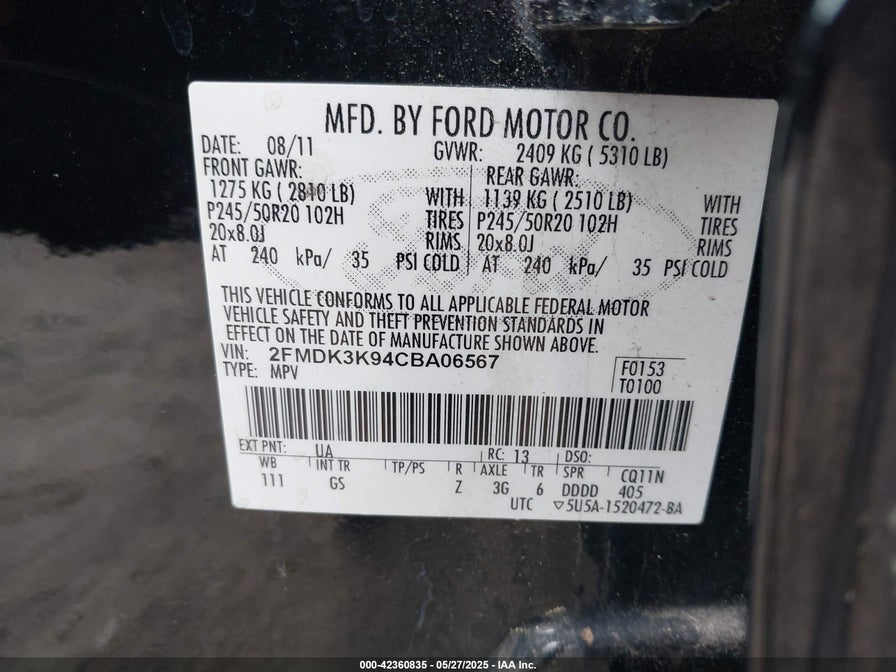 MFD. BY FORD MOTOR CO.
DATE: 08/11 GVWR: 2409 KG ( 5310 LB)
FRONT GAWR: REAR GAWR:
1275 KG ( 2810 LB) WITH 1139 KG ( 2510 LB) WITH
P245/50R20 102H TIRES P245/50R20 102H TIRES
20x8.0J RIMS 20x8.0J RIMS
AT 240 kPa/ 35 PSI COLD AT 240 kPa/ 35 PSI COLD
THIS VEHICLE CONFORMS TO ALL APPLICABLE FEDERAL MOTOR
VEHICLE SAFETY AND THEFT PREVENTION STANDARDS IN
EFFECT ON THE DATE OF MANUFACTURE SHOWN ABOVE.
VIN: 2FMDK3K94CBA06567 F0153
TYPE: MPV T0100
EXT PNT: UA RC: 13 DSO:
WB INT TR TP/PS R AXLE TR SPR CQ11N
111 GS Z 3G 6 DDDD 405
UTC ▽5U5A-1520472-BA
000-42360835 - 05/27/2025 - IAA Inc.